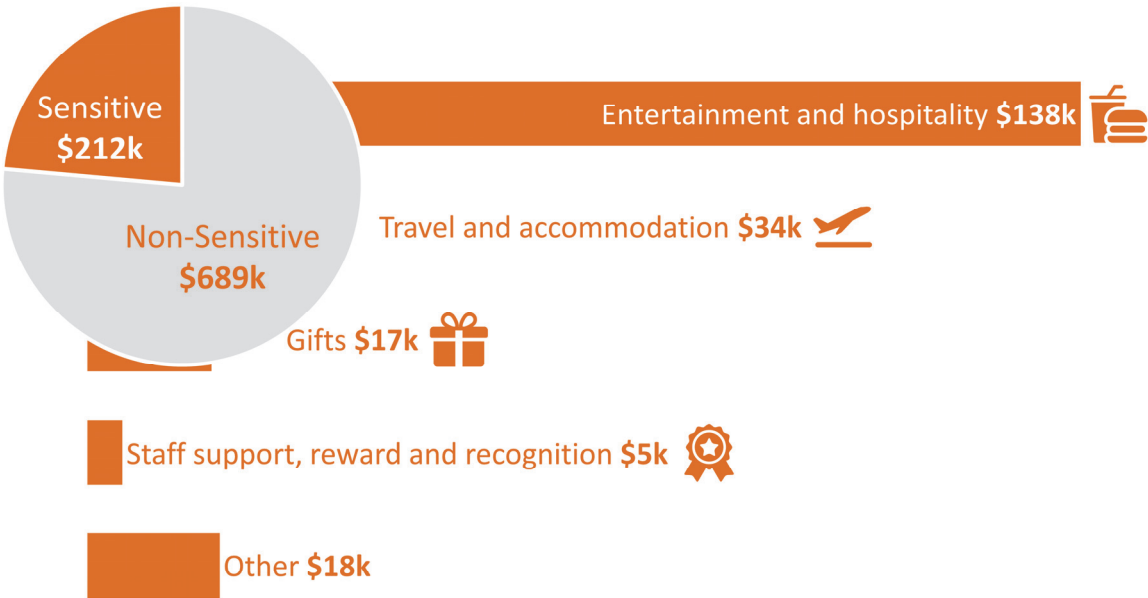 Sensitive
$212k
Entertainment and hospitality $138k
Non-Sensitive
$689k
Travel and accommodation $34k
Gifts $17k
Staff support, reward and recognition $5k
Other $18k